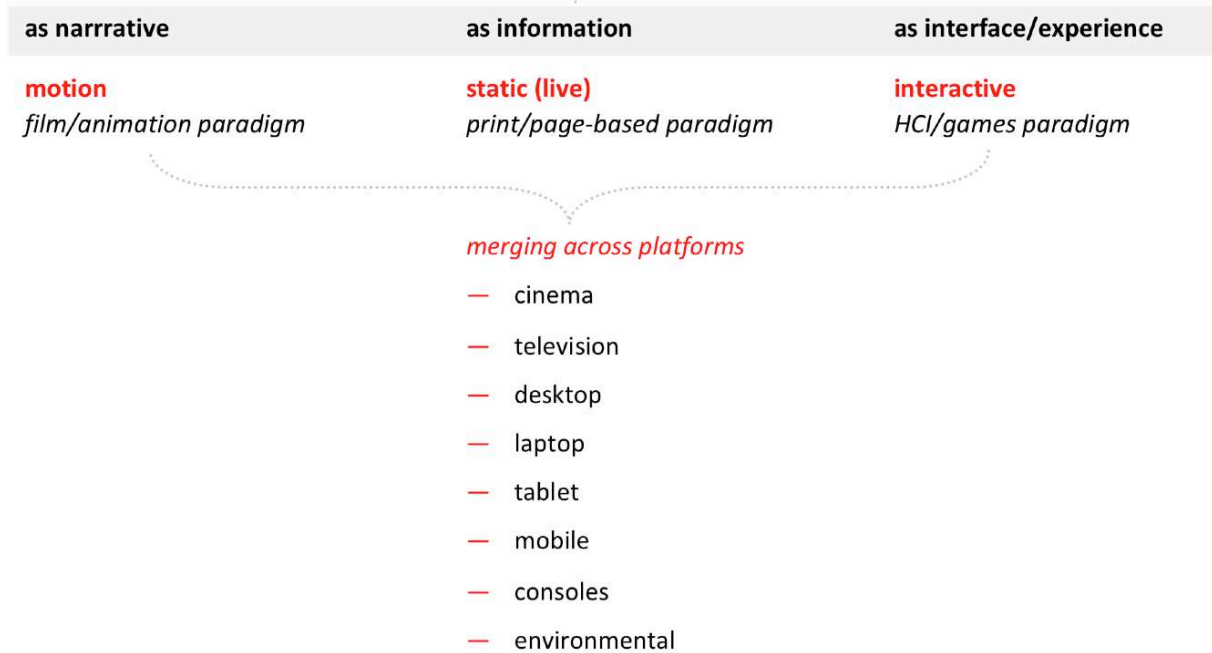 as narrrative as information as interface/experience
motion static (live) interactive
film/animation paradigm print/page-based paradigm HCI/games paradigm
merging across platforms
— cinema
— television
— desktop
— laptop
— tablet
— mobile
— consoles
— environmental